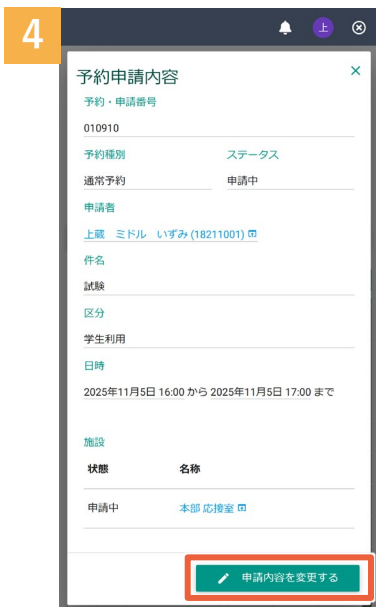 4
上
予約申請内容
予約・申請番号
010910
予約種別 ステータス
通常予約 申請中
申請者
上蔵 ミドル いずみ (18211001)
件名
試験
区分
学生利用
日時
2025年11月5日 16:00 から 2025年11月5日 17:00 まで
施設
状態 名称
申請中 本部 応接室
申請内容を変更する